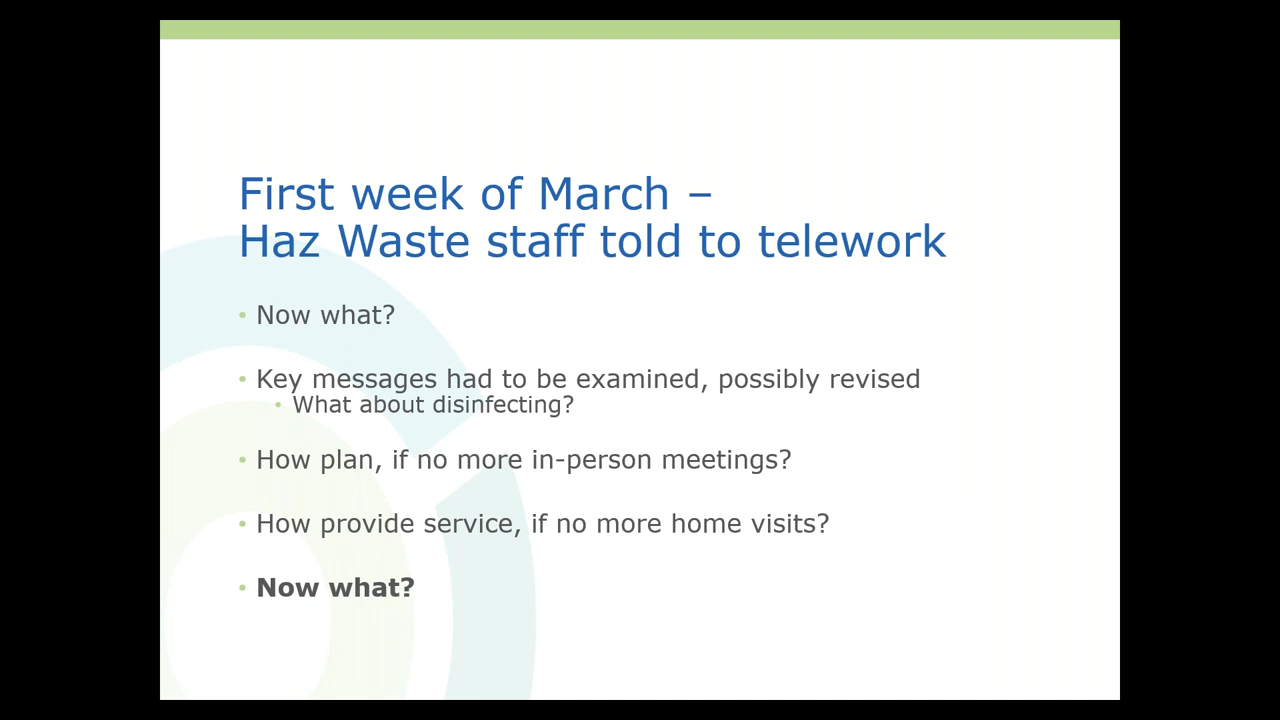 First week of March –
Haz Waste staff told to telework
• Now what?
• Key messages had to be examined, possibly revised
• What about disinfecting?
• How plan, if no more in-person meetings?
• How provide service, if no more home visits?
• Now what?